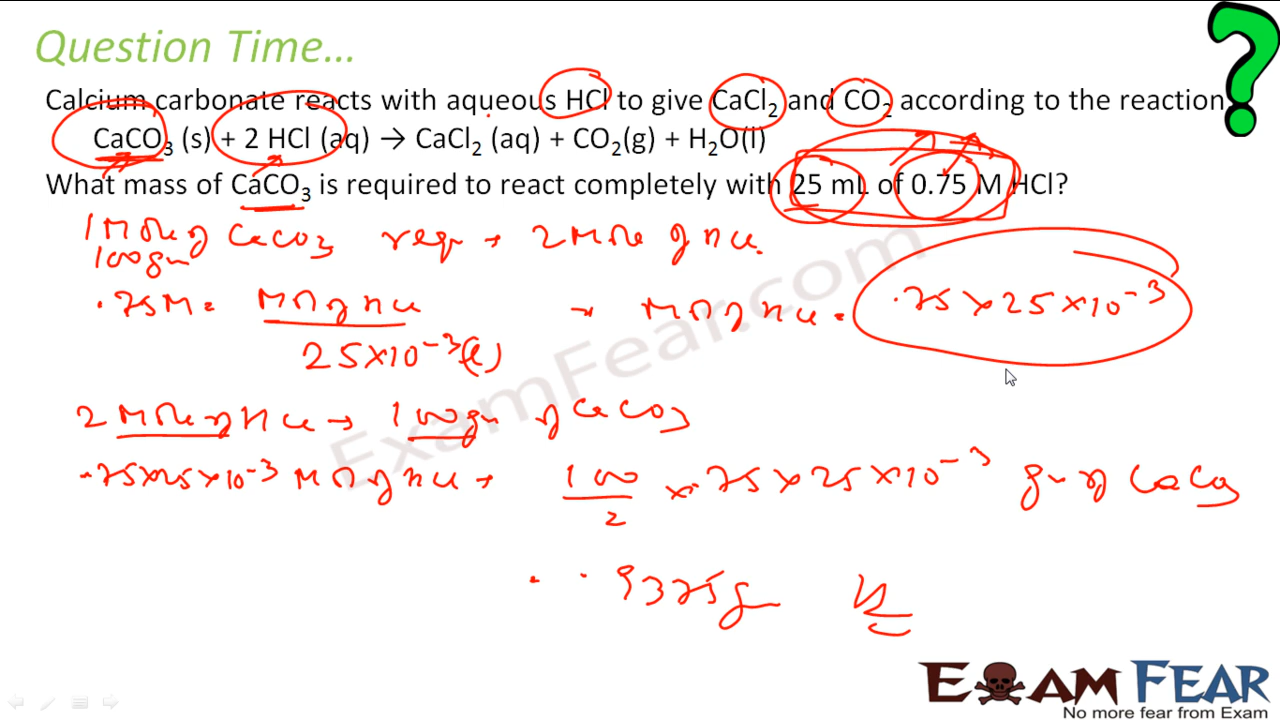 Question Time...
Calcium carbonate reacts with aqueous HCl to give CaCl₂ and CO₂ according to the reaction
CaCO₃ (s) + 2 HCl (aq) → CaCl₂ (aq) + CO₂(g) + H₂O(l)
What mass of CaCO₃ is required to react completely with 25 mL of 0.75 M HCl?
1 Mole of CaCO₃ req → 2 Mole of HCl
100gm
.75M = Mol of HCl / 25×10⁻³(L) → Mol of HCl = .75×25×10⁻³
2 Mole of HCl → 100gm of CaCO₃
.75×25×10⁻³ Mol of HCl → 100/2 × .75×25×10⁻³ gm of CaCO₃
.9375gm
ExamFear.com
EXAM FEAR
No more fear from Exam